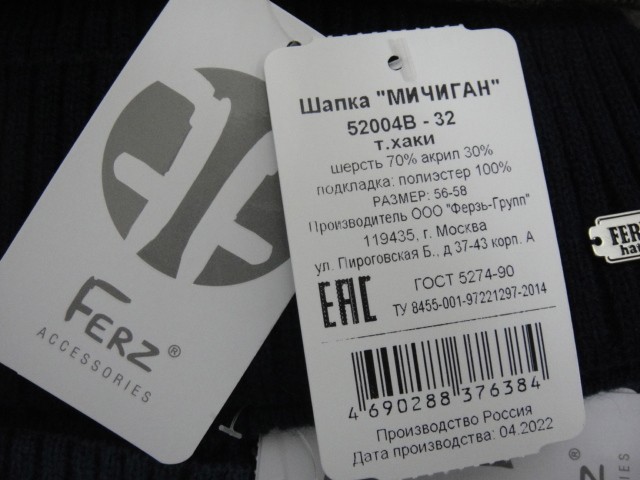 Шапка "МИЧИГАН"
52004В - 32
т.хаки
шерсть 70% акрил 30%
подкладка: полиэстер 100%
РАЗМЕР: 56-58
Производитель ООО "Ферзь-Групп"
119435, г. Москва
ул. Пироговская Б., д 37-43 корп. А
ЕАС
ГОСТ 5274-90
ТУ 8455-001-97221297-2014
4 690288 376384
Производство Россия
Дата производства: 04.2022
FERZ®
ACCESSORIES
FER
ha